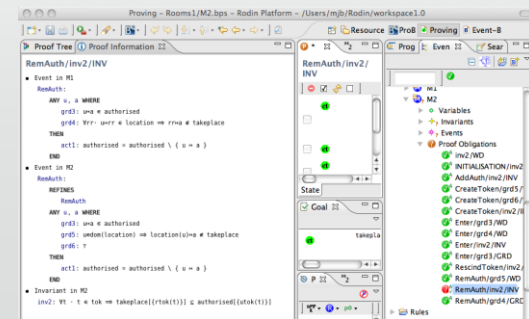 Proving - Rooms1/M2.bps - Rodin Platform - /Users/mjb/Rodin/workspace1.0
Resource ProB Proving Event-B
Proof Tree Proof Information
RemAuth/inv2/INV
Event in M1
RemAuth:
ANY u, a WHERE
grd3: u↦a ∈ authorised
grd4: ∀rr· u↦rr ∈ location ⇒ rr↦a ∉ takeplace
THEN
act1: authorised ≔ authorised \ { u ↦ a }
END
Event in M2
RemAuth:
REFINES
RemAuth
ANY u, a WHERE
grd3: u↦a ∈ authorised
grd5: u∈dom(location) ⇒ location(u)↦a ∉ takeplace
grd6: ⊤
THEN
act1: authorised ≔ authorised \ { u ↦ a }
END
Invariant in M2
inv2: ∀t · t ∈ tok ⇒ takeplace[{rtok(t)}] ⊆ authorised[{utok(t)}]
RemAuth/inv2/
INV
State
Goal
takepla
P
Prog Even Sear
M1
M2
Variables
Invariants
Events
Proof Obligations
inv2/WD
INITIALISATION/inv2
AddAuth/inv2/INV
CreateToken/grd5/
CreateToken/grd6/
CreateToken/inv2/I
Enter/grd3/WD
Enter/grd4/WD
Enter/inv2/INV
Enter/grd3/GRD
RescindToken/inv2/
RemAuth/grd5/WD
RemAuth/inv2/INV
RemAuth/grd4/GRD
Rules